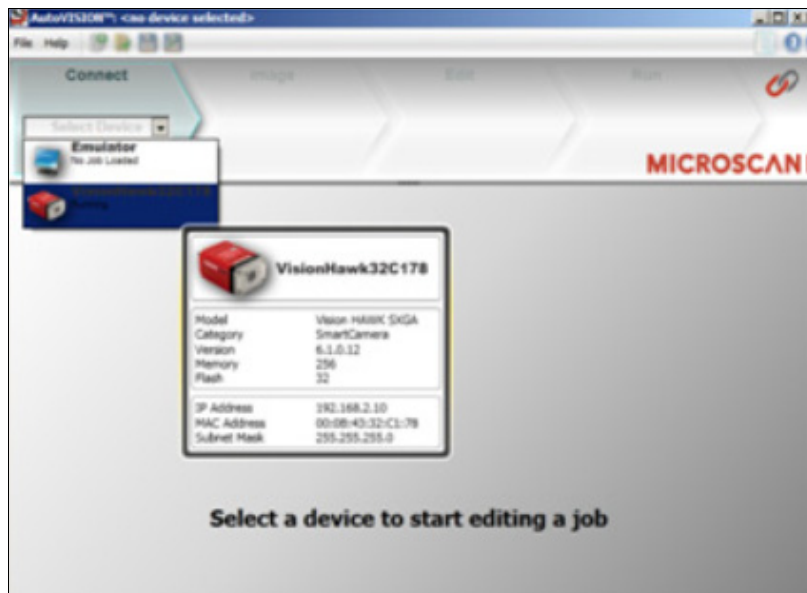 AutoVISION™: <no device selected>
File Help
Connect Image Edit Run
Select Device
Emulator
No Job Loaded
VisionHawk32C178
Running
MICROSCAN
VisionHawk32C178
Model Vision HAWK SXGA
Category SmartCamera
Version 6.1.0.12
Memory 256
Flash 32
IP Address 192.168.2.10
MAC Address 00:0B:43:32:C1:78
Subnet Mask 255.255.255.0
Select a device to start editing a job